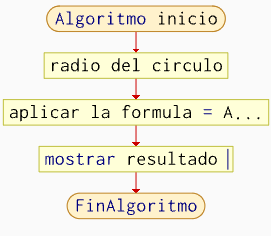 Algoritmo inicio
radio del circulo
aplicar la formula = A...
mostrar resultado
FinAlgoritmo